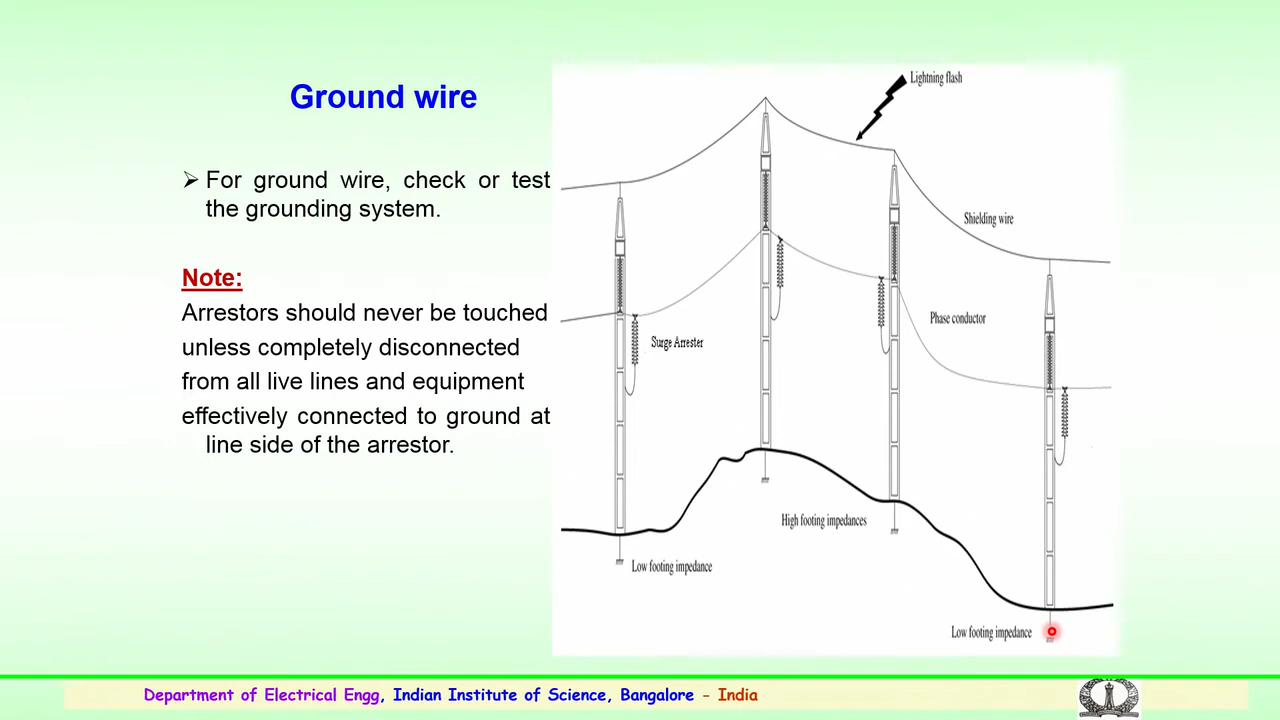 Ground wire
➢ For ground wire, check or test
the grounding system.
Note:
Arrestors should never be touched
unless completely disconnected
from all live lines and equipment
effectively connected to ground at
line side of the arrestor.
Lightning flash
Shielding wire
Phase conductor
Surge Arrester
High footing impedances
Low footing impedance
Low footing impedance
Department of Electrical Engg, Indian Institute of Science, Bangalore - India